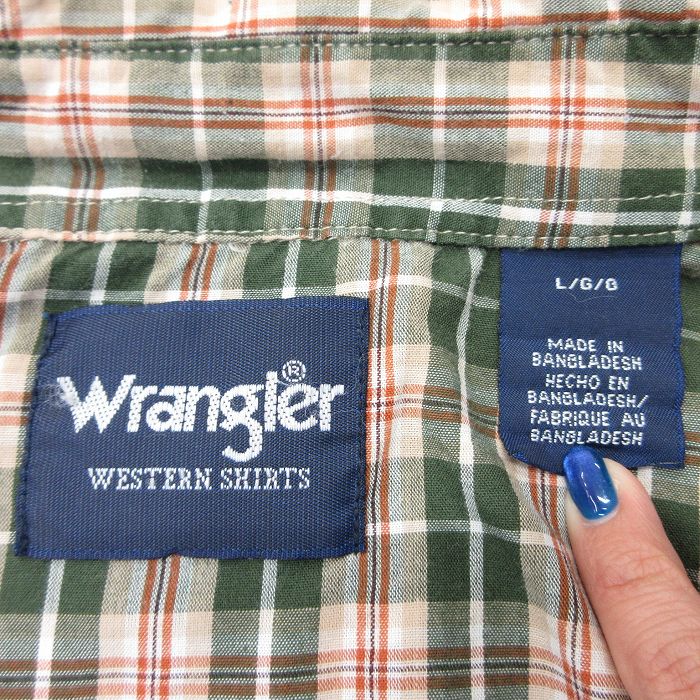 Wrangler®
WESTERN SHIRTS
L/G/G
MADE IN
BANGLADESH
HECHO EN
BANGLADESH/
FABRIQUE AU
BANGLADESH